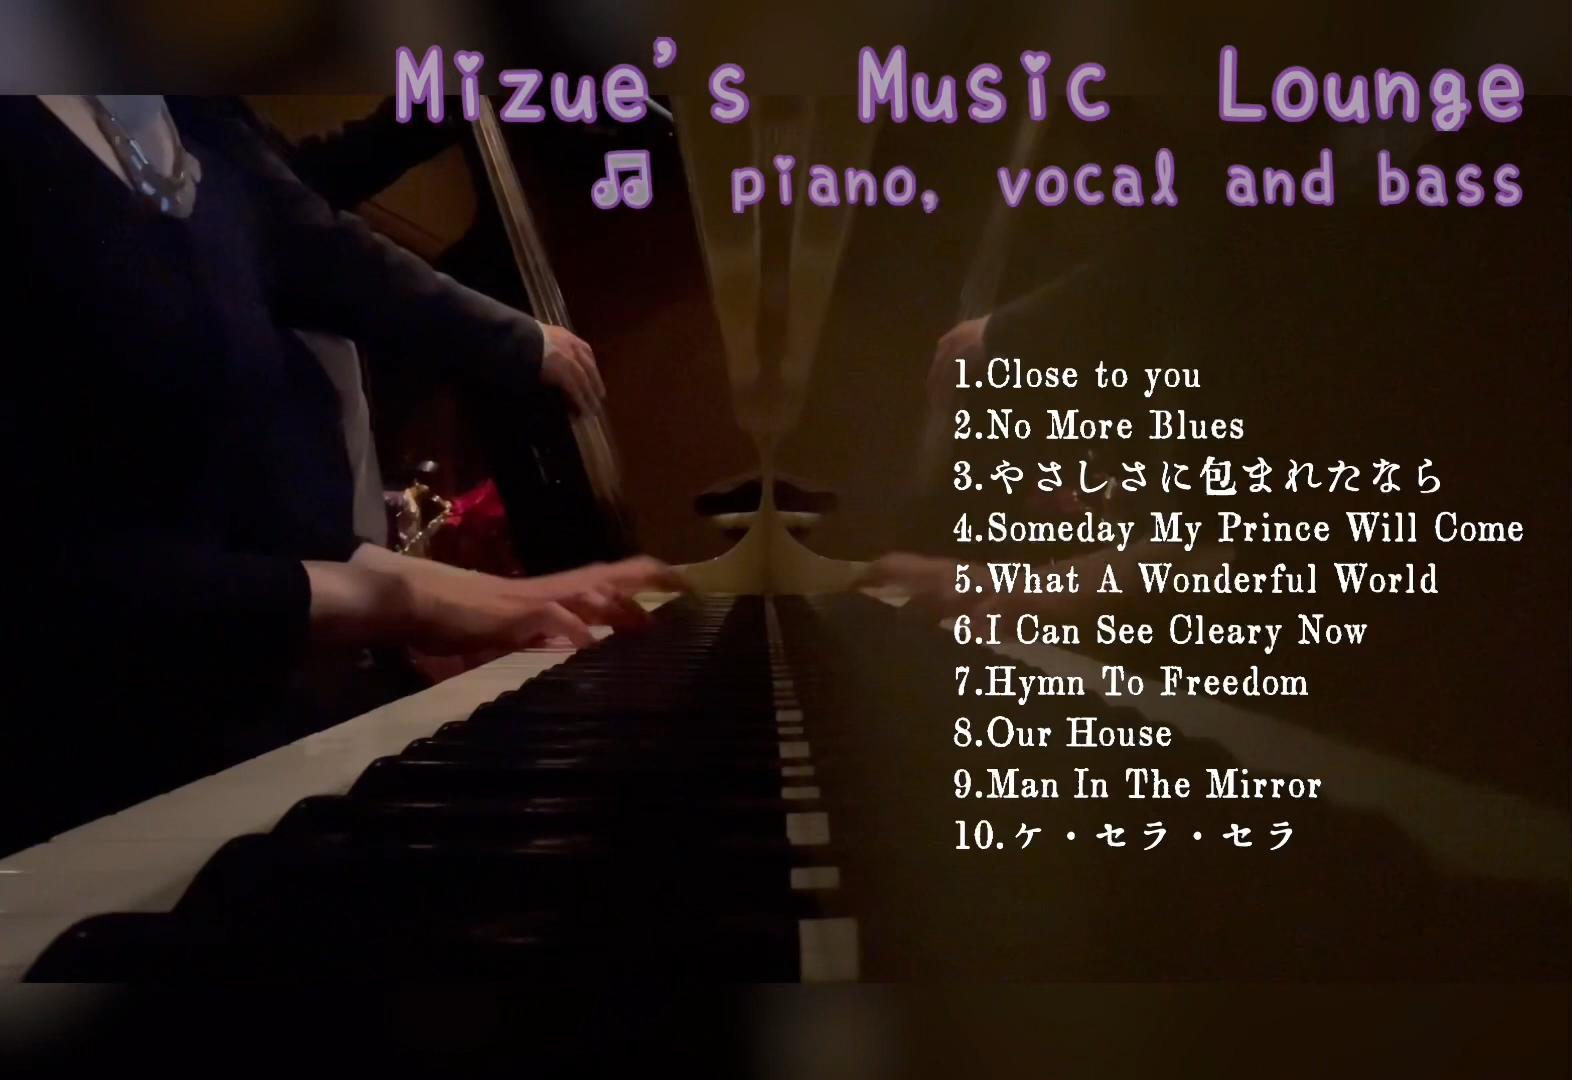 Mizue's Music Lounge
♫ piano, vocal and bass
1.Close to you
2.No More Blues
3.やさしさに包まれたなら
4.Someday My Prince Will Come
5.What A Wonderful World
6.I Can See Cleary Now
7.Hymn To Freedom
8.Our House
9.Man In The Mirror
10.ケ・セラ・セラ